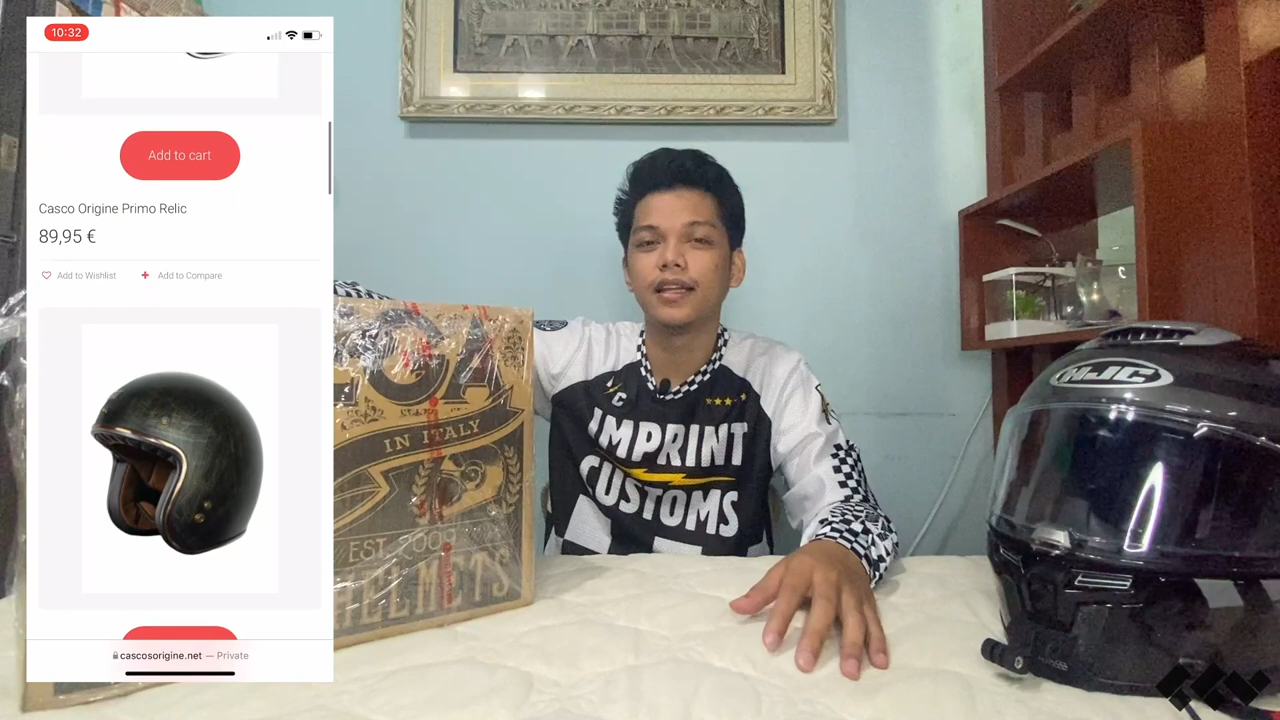 10:32
Add to cart
Casco Origine Primo Relic
89,95 €
Add to Wishlist
Add to Compare
cascosorigine.net — Private
IN ITALY
EST. 2009
HELMETS
C
IMPRINT
CUSTOMS
HJC